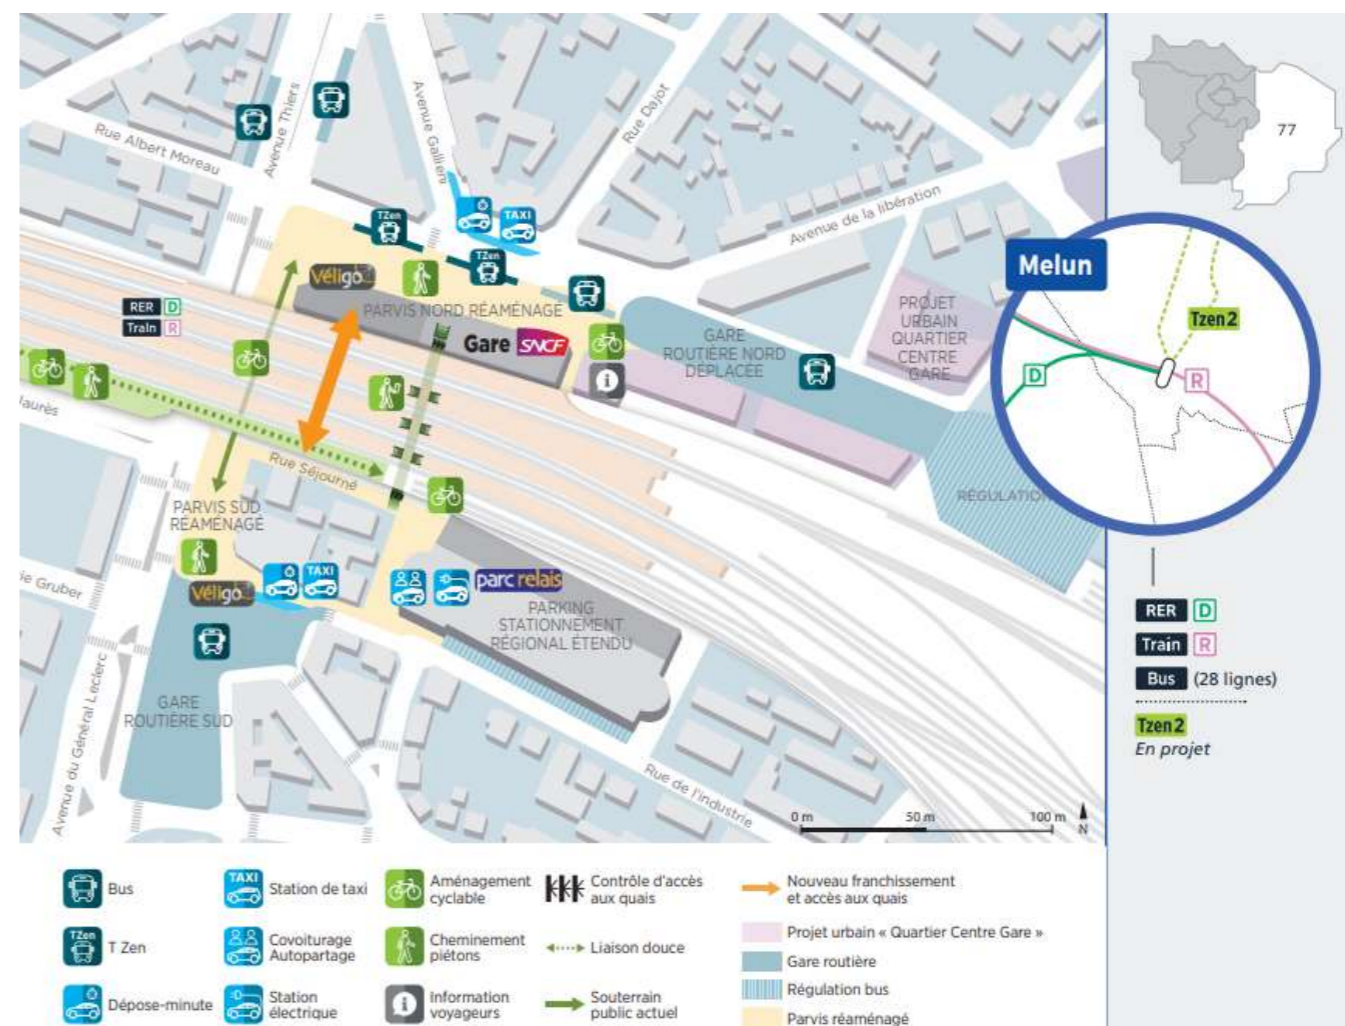 Rue Albert Moreau
Avenue Thiers
Avenue Gallieni
Rue Dajot
Avenue de la libération
TZen
TAXI
TZen
Véligo
PARVIS NORD RÉAMÉNAGÉ
RER D
Train R
Gare SNCF
i
GARE
ROUTIÈRE NORD
DÉPLACÉE
PROJET
URBAIN
QUARTIER
CENTRE
GARE
RÉGULATION
Jaurès
Rue Séjourné
PARVIS SUD
RÉAMÉNAGÉ
ie Gruber
Véligo
TAXI
parc relais
PARKING
STATIONNEMENT
RÉGIONAL ÉTENDU
GARE
ROUTIÈRE SUD
Avenue du Général Leclerc
Rue de l'industrie
0 m 50 m 100 m
N
77
Melun
Tzen 2
D
R
RER D
Train R
Bus (28 lignes)
Tzen 2
En projet
Bus
TZen
T Zen
Dépose-minute
TAXI
Station de taxi
Covoiturage
Autopartage
Station
électrique
Aménagement
cyclable
Cheminement
piétons
i
Information
voyageurs
Contrôle d'accès
aux quais
Liaison douce
Souterrain
public actuel
Nouveau franchissement
et accès aux quais
Projet urbain « Quartier Centre Gare »
Gare routière
Régulation bus
Parvis réaménagé